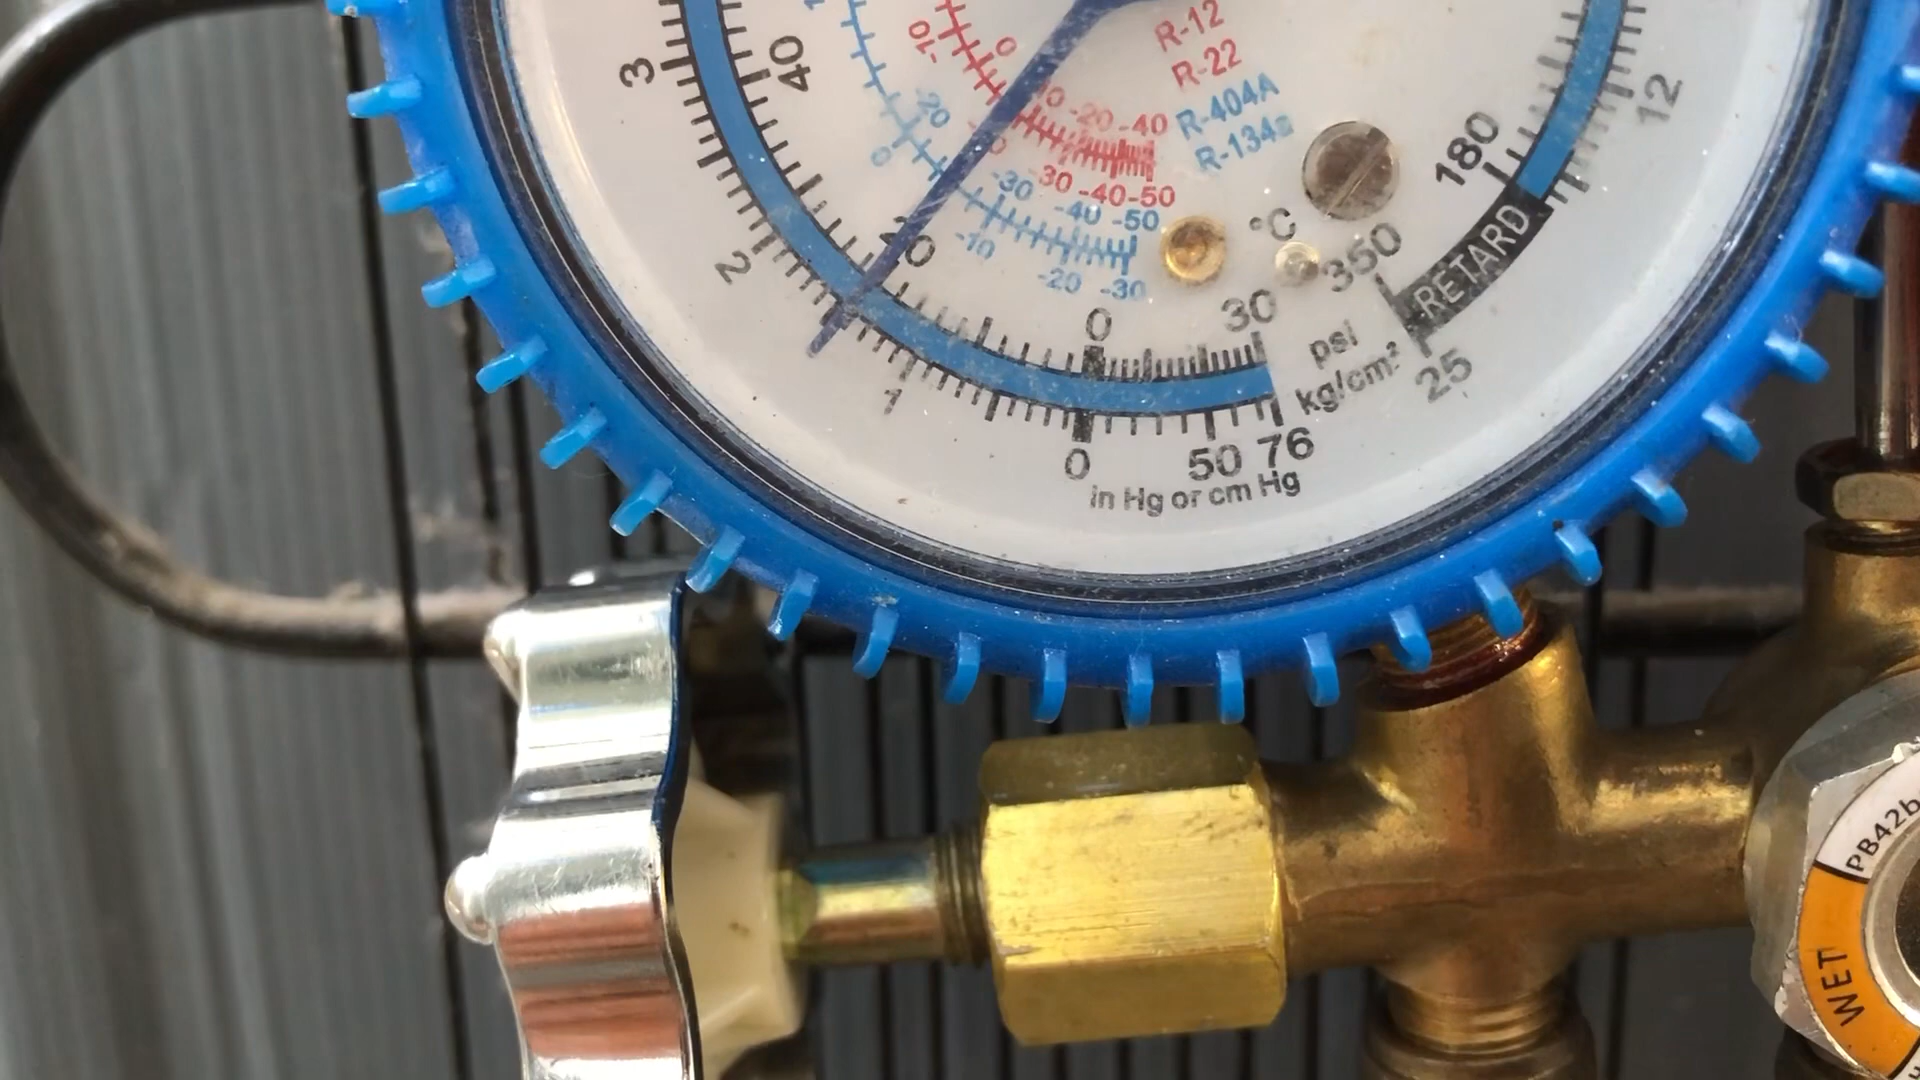 R-12
R-22
R-404A
R-134a
-10
0
-20 -40
-30 -40 -50
-30 -40 -50
-10 -20 -30
20
0
3
40
2
1
0
30
0
50 76
in Hg or cm Hg
psi
kg/cm²
°C
350
25
RETARD
180
12
PB42b
WET